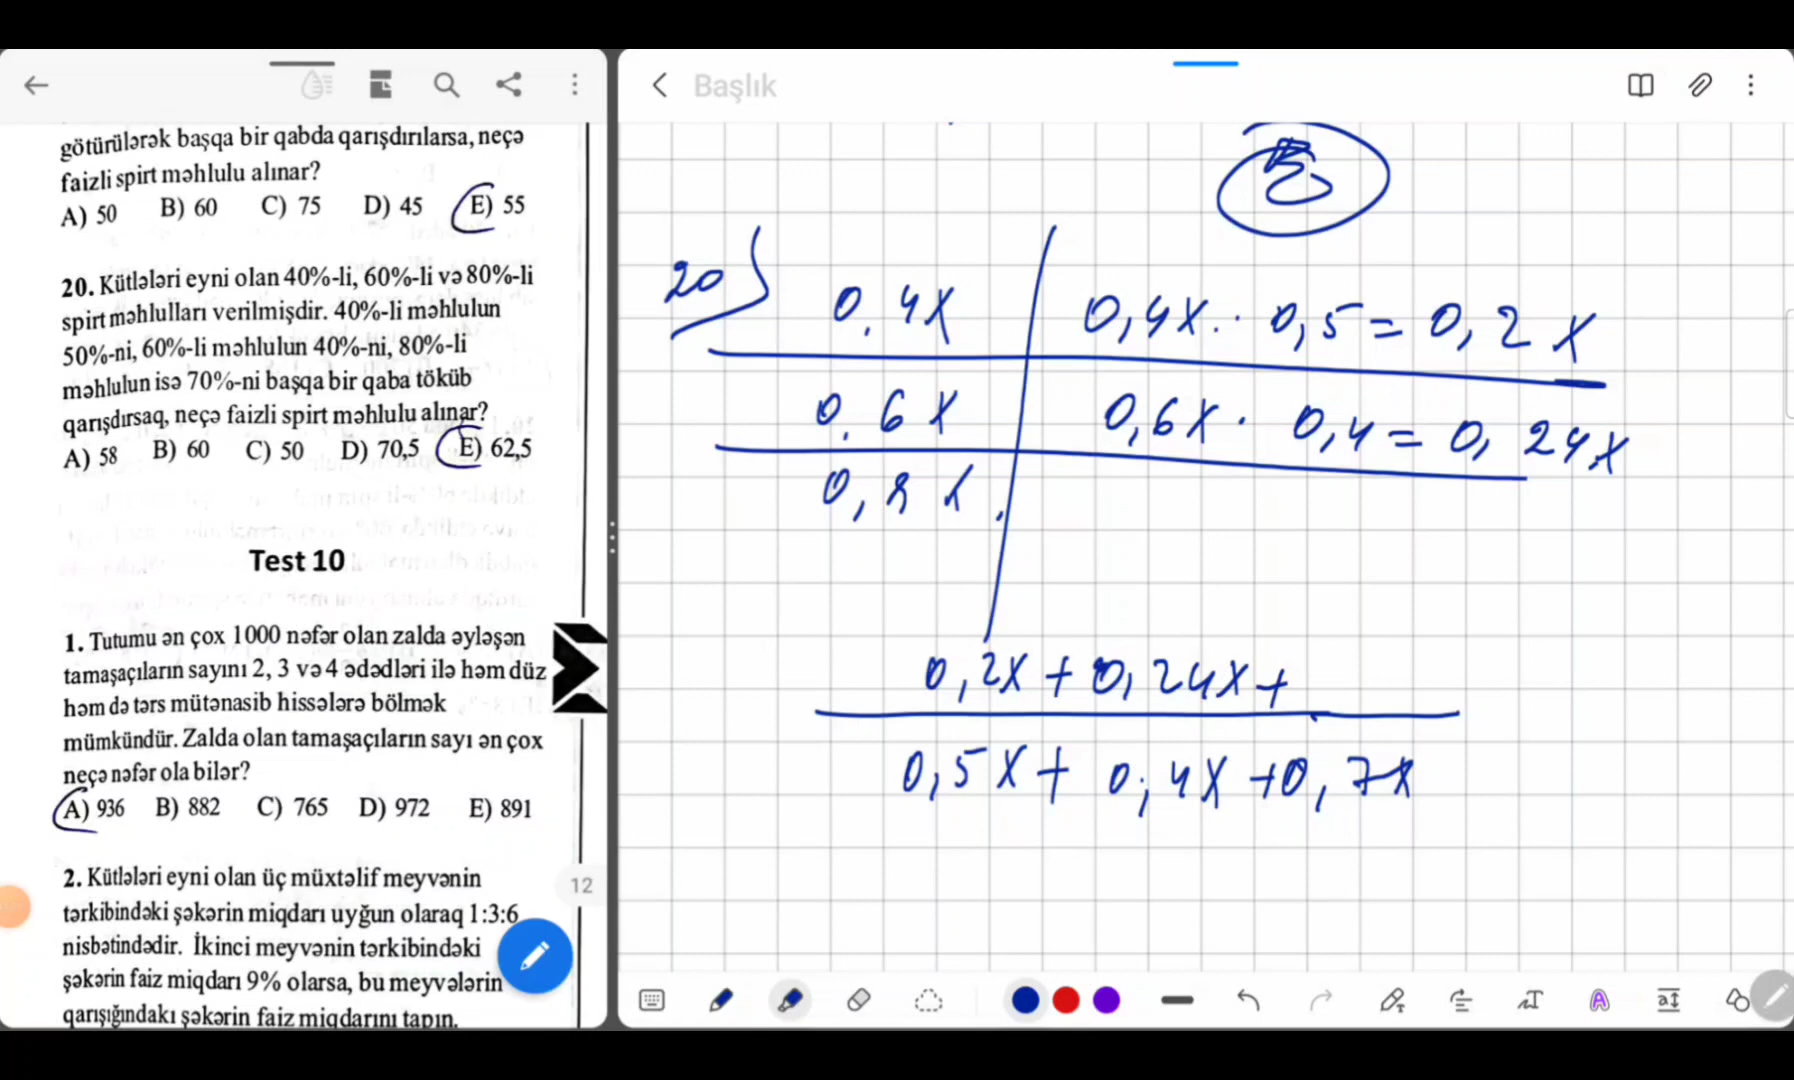 götürülərək başqa bir qabda qarışdırılarsa, neçə
faizli spirt məhlulu alınar?
A) 50 B) 60 C) 75 D) 45 E) 55
20. Kütlələri eyni olan 40%-li, 60%-li və 80%-li
spirt məhlulları verilmişdir. 40%-li məhlulun
50%-ni, 60%-li məhlulun 40%-ni, 80%-li
məhlulun isə 70%-ni başqa bir qaba töküb
qarışdırsaq, neçə faizli spirt məhlulu alınar?
A) 58 B) 60 C) 50 D) 70,5 E) 62,5
Test 10
1. Tutumu ən çox 1000 nəfər olan zalda əyləşən
tamaşaçıların sayını 2, 3 və 4 ədədləri ilə həm düz
həm də tərs mütənasib hissələrə bölmək
mümkündür. Zalda olan tamaşaçıların sayı ən çox
neçə nəfər ola bilər?
A) 936 B) 882 C) 765 D) 972 E) 891
2. Kütlələri eyni olan üç müxtəlif meyvənin
tərkibindəki şəkərin miqdarı uyğun olaraq 1:3:6
nisbətindədir. İkinci meyvənin tərkibindəki
şəkərin faiz miqdarı 9% olarsa, bu meyvələrin
qarışığındakı şəkərin faiz miqdarını tapın.
12
Başlık
20)
0,4x 0,4x · 0,5 = 0,2x
0,6x 0,6x · 0,4 = 0,24x
0,8x
0,2x + 0,24x +
0,5x + 0,4x + 0,7x